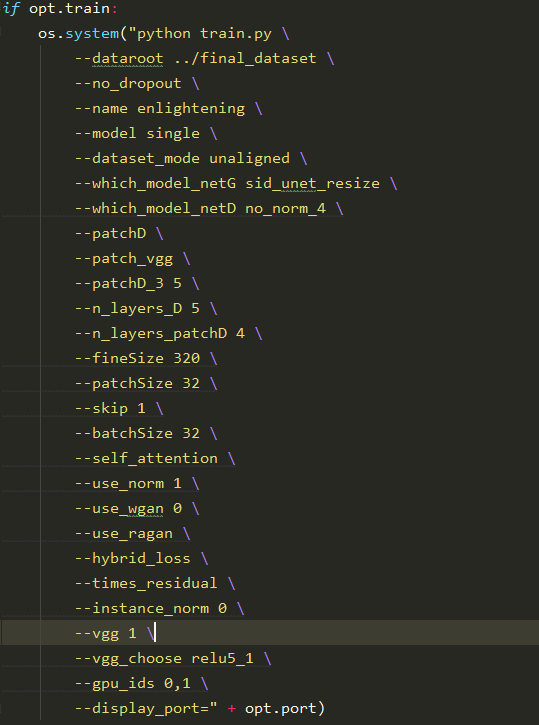 if opt.train:
os.system("python train.py \
--dataroot ../final_dataset \
--no_dropout \
--name enlightening \
--model single \
--dataset_mode unaligned \
--which_model_netG sid_unet_resize \
--which_model_netD no_norm_4 \
--patchD \
--patch_vgg \
--patchD_3 5 \
--n_layers_D 5 \
--n_layers_patchD 4 \
--fineSize 320 \
--patchSize 32 \
--skip 1 \
--batchSize 32 \
--self_attention \
--use_norm 1 \
--use_wgan 0 \
--use_ragan \
--hybrid_loss \
--times_residual \
--instance_norm 0 \
--vgg 1 \
--vgg_choose relu5_1 \
--gpu_ids 0,1 \
--display_port=" + opt.port)